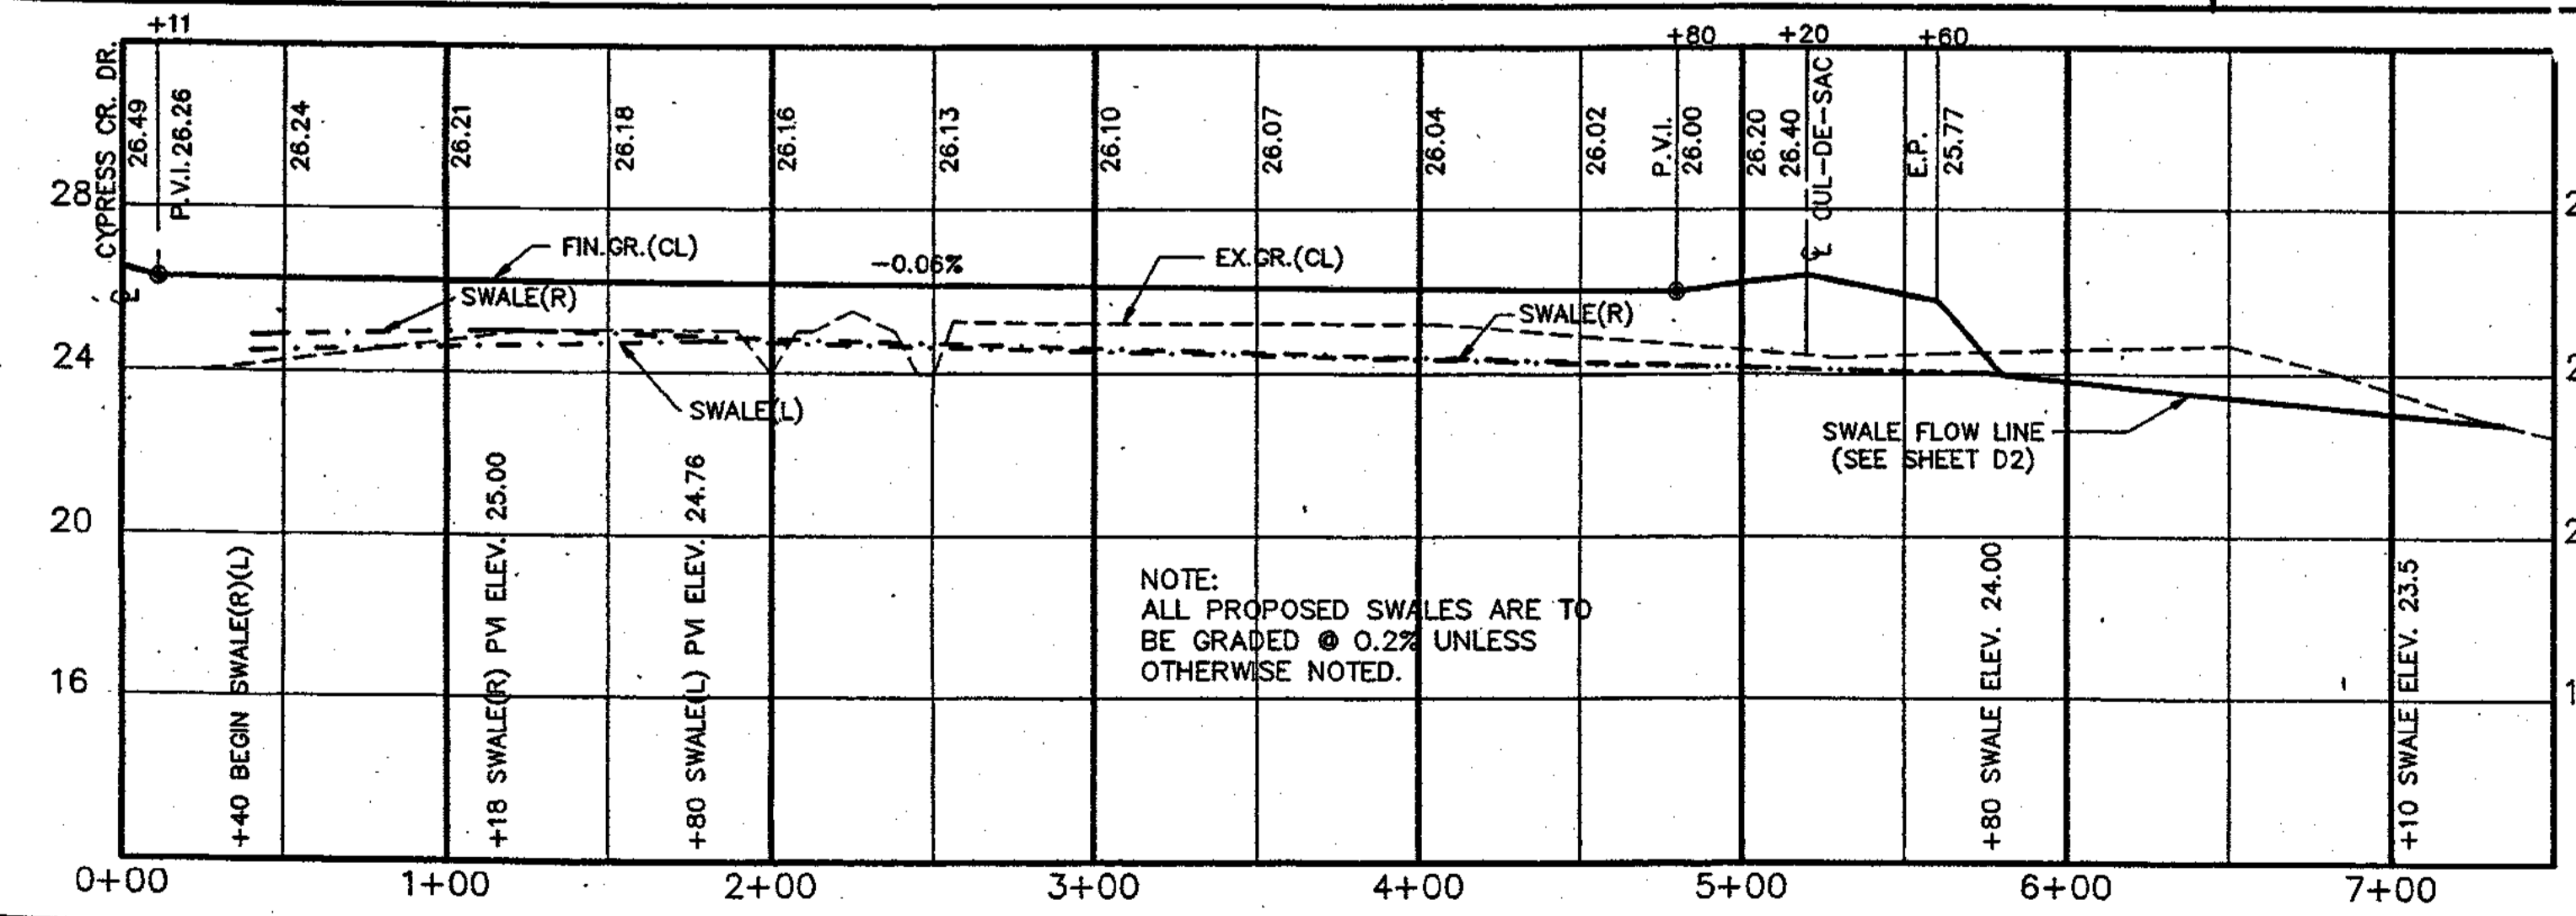 +11
+80
+20
+60
CYPRESS CR. DR.
26.49
P.V.I. 26.26
26.24
26.21
26.18
26.16
26.13
26.10
26.07
26.04
26.02
P.V.I.
26.00
26.20
26.40
℄ CUL-DE-SAC
E.P.
25.77
28
℄
FIN.GR.(CL)
-0.06%
EX.GR.(CL)
SWALE(R)
SWALE(R)
24
SWALE(L)
SWALE FLOW LINE
(SEE SHEET D2)
20
16
+40 BEGIN SWALE(R)(L)
+18 SWALE(R) PVI ELEV. 25.00
+80 SWALE(L) PVI ELEV. 24.76
NOTE:
ALL PROPOSED SWALES ARE TO
BE GRADED @ 0.2% UNLESS
OTHERWISE NOTED.
+80 SWALE ELEV. 24.00
+10 SWALE ELEV. 23.5
0+00
1+00
2+00
3+00
4+00
5+00
6+00
7+00